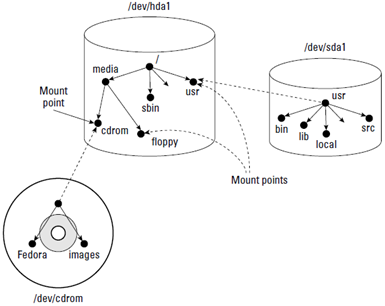 /dev/hda1
/dev/sda1
/
media
usr
usr
Mount
point
sbin
cdrom
floppy
bin
lib
local
src
Mount points
Fedora
images
/dev/cdrom